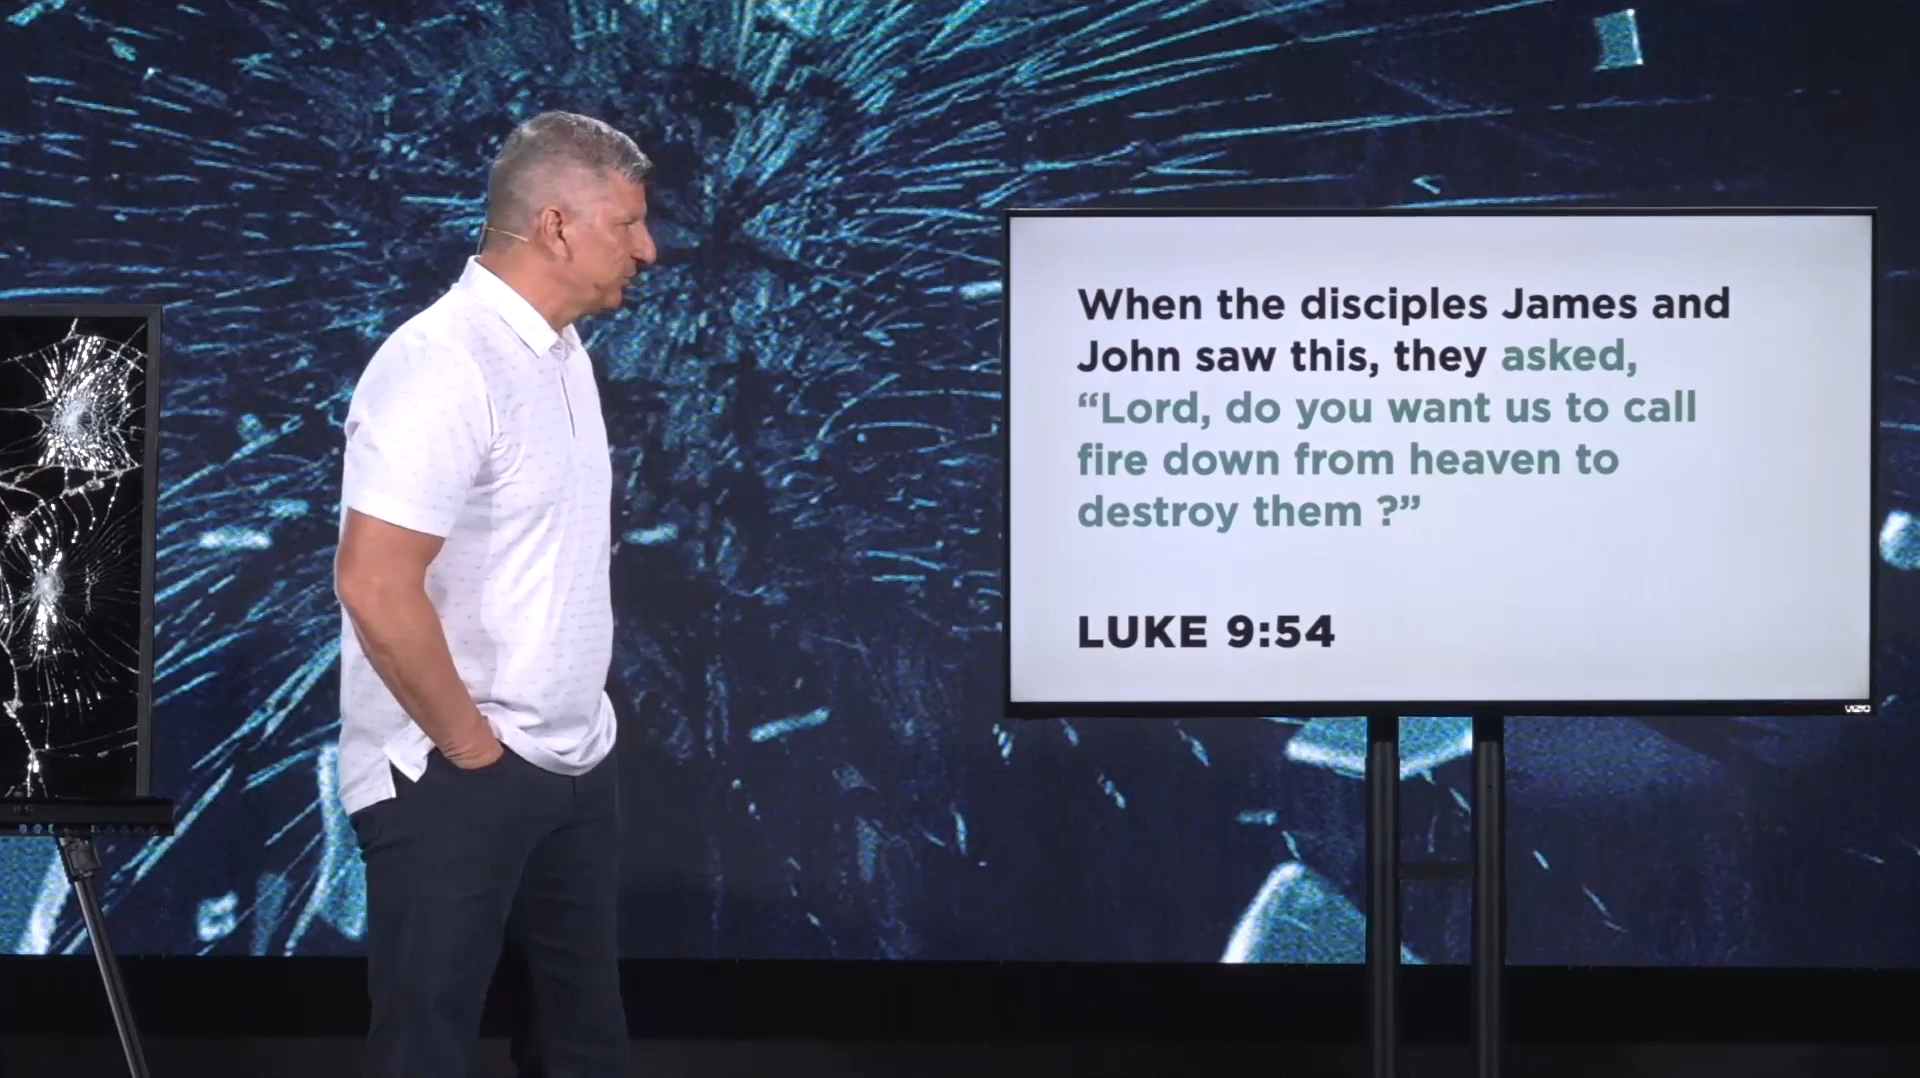 When the disciples James and
John saw this, they asked,
“Lord, do you want us to call
fire down from heaven to
destroy them ?”
LUKE 9:54
VIZIO